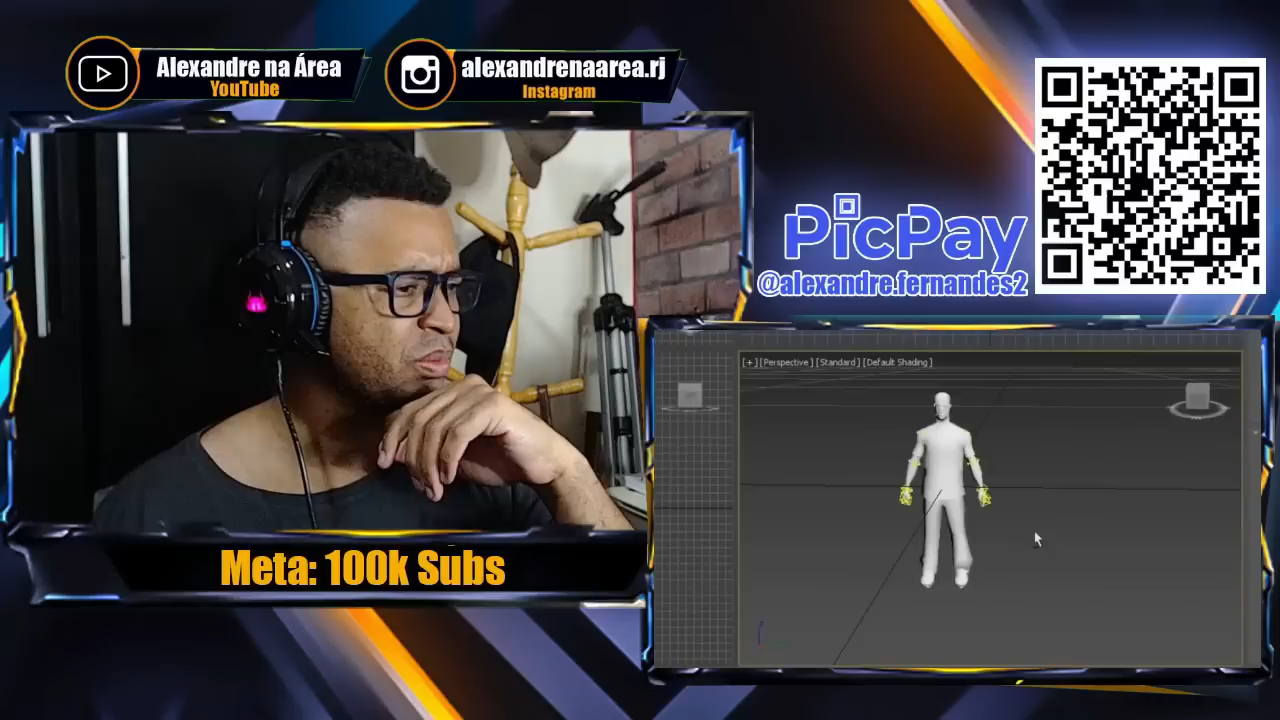 Alexandre na Área
YouTube
alexandrenaarea.rj
Instagram
PicPay
@alexandre.fernandes2
[+] [Perspective] [Standard] [Default Shading]
Meta: 100k Subs